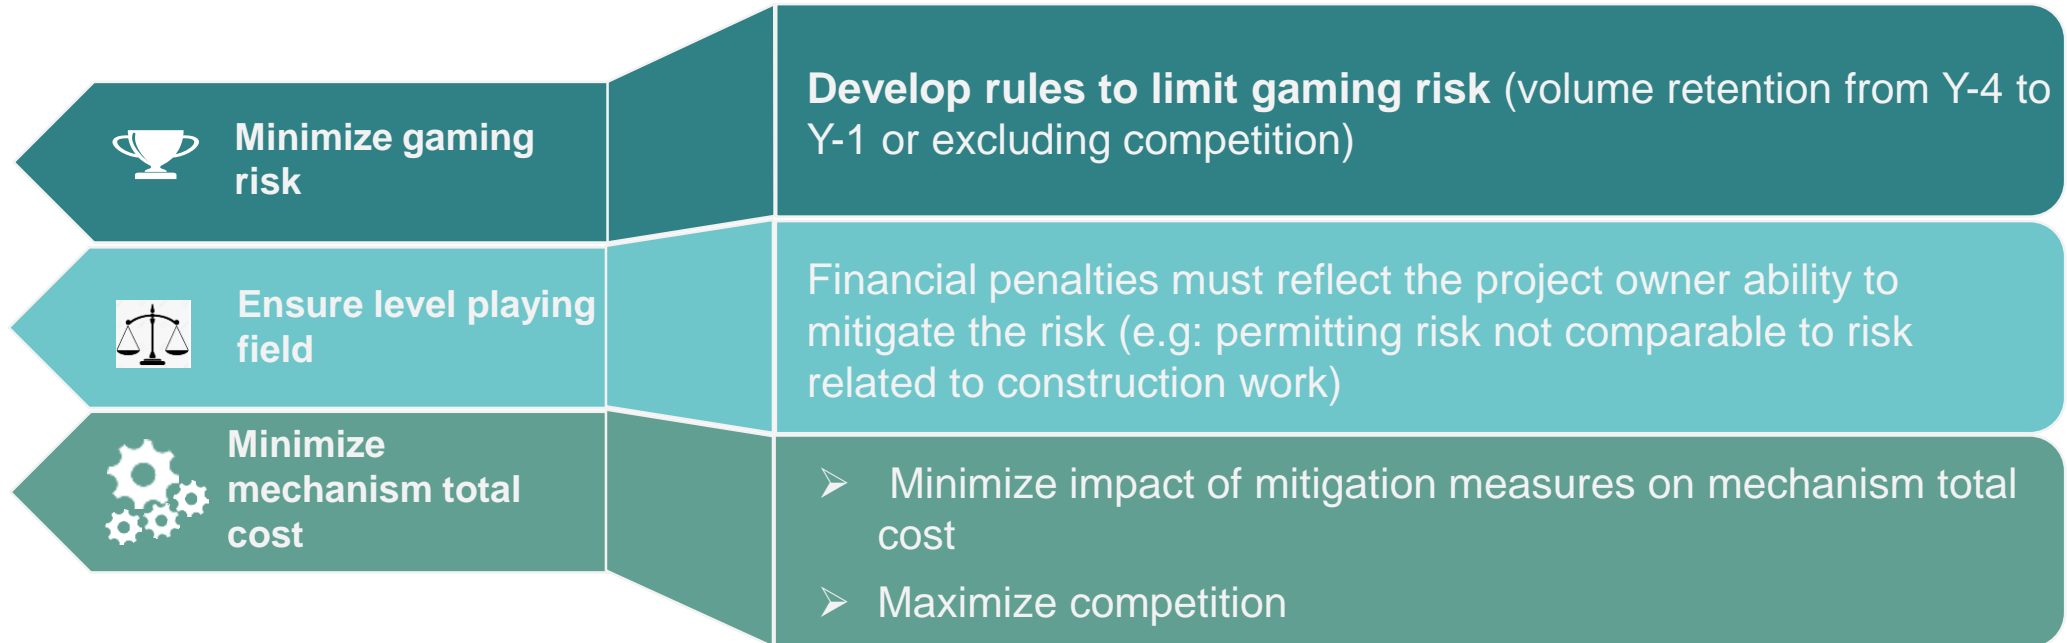 Minimize gaming
risk
Develop rules to limit gaming risk (volume retention from Y-4 to
Y-1 or excluding competition)
Ensure level playing
field
Financial penalties must reflect the project owner ability to
mitigate the risk (e.g: permitting risk not comparable to risk
related to construction work)
Minimize
mechanism total
cost
➢ Minimize impact of mitigation measures on mechanism total
cost
➢ Maximize competition